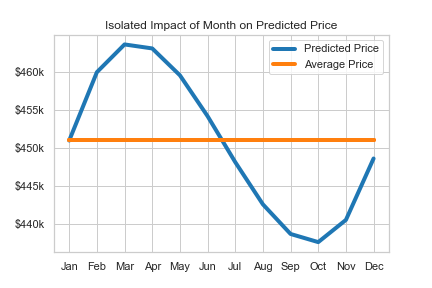 Isolated Impact of Month on Predicted Price
Predicted Price
Average Price
$460k
$455k
$450k
$445k
$440k
Jan Feb Mar Apr May Jun Jul Aug Sep Oct Nov Dec